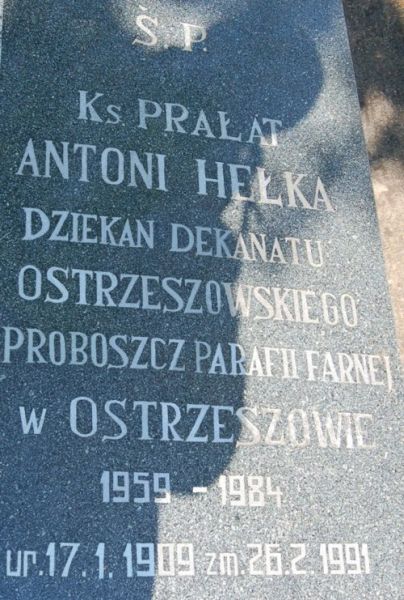 Ś. P.
Ks. PRAŁAT
ANTONI HEŁKA
DZIEKAN DEKANATU
OSTRZESZOWSKIEGO
PROBOSZCZ PARAFII FARNEJ
W OSTRZESZOWIE
1959 - 1984
ur. 17.1.1909 zm. 26.2.1991